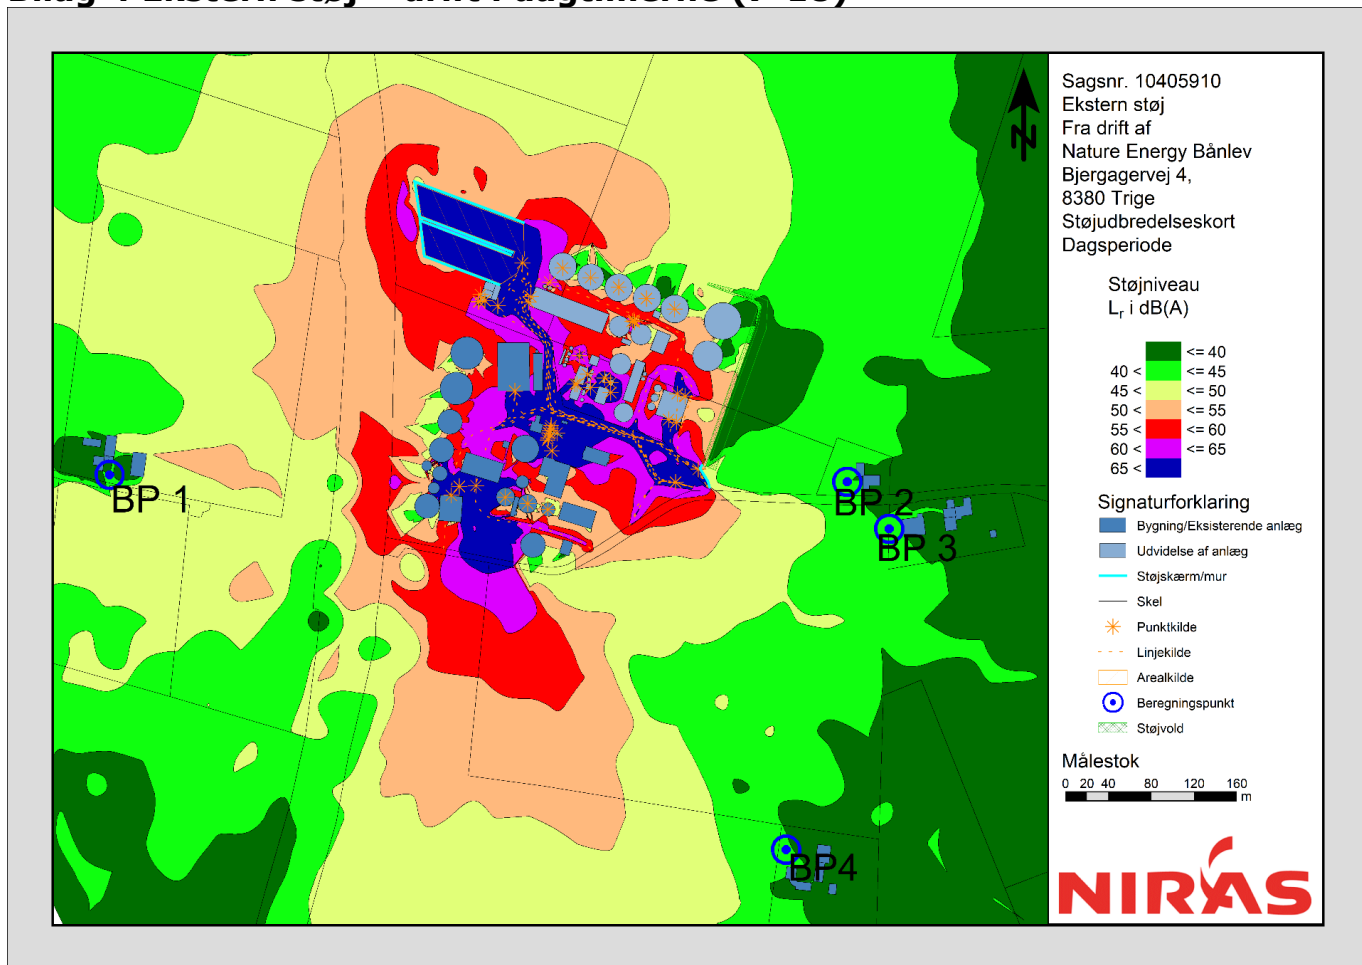 Sagsnr. 10405910
Ekstern støj
Fra drift af
Nature Energy Bånlev
Bjergagervej 4,
8380 Trige
Støjudbredelseskort
Dagsperiode
N
Støjniveau
Lr i dB(A)
<= 40
40 < <= 45
45 < <= 50
50 < <= 55
55 < <= 60
60 < <= 65
65 <
Signaturforklaring
Bygning/Eksisterende anlæg
Udvidelse af anlæg
Støjskærm/mur
Skel
Punktkilde
Linjekilde
Arealkilde
Beregningspunkt
Støjvold
Målestok
0 20 40 80 120 160
m
NIRAS
BP 1
BP 2
BP 3
BP4